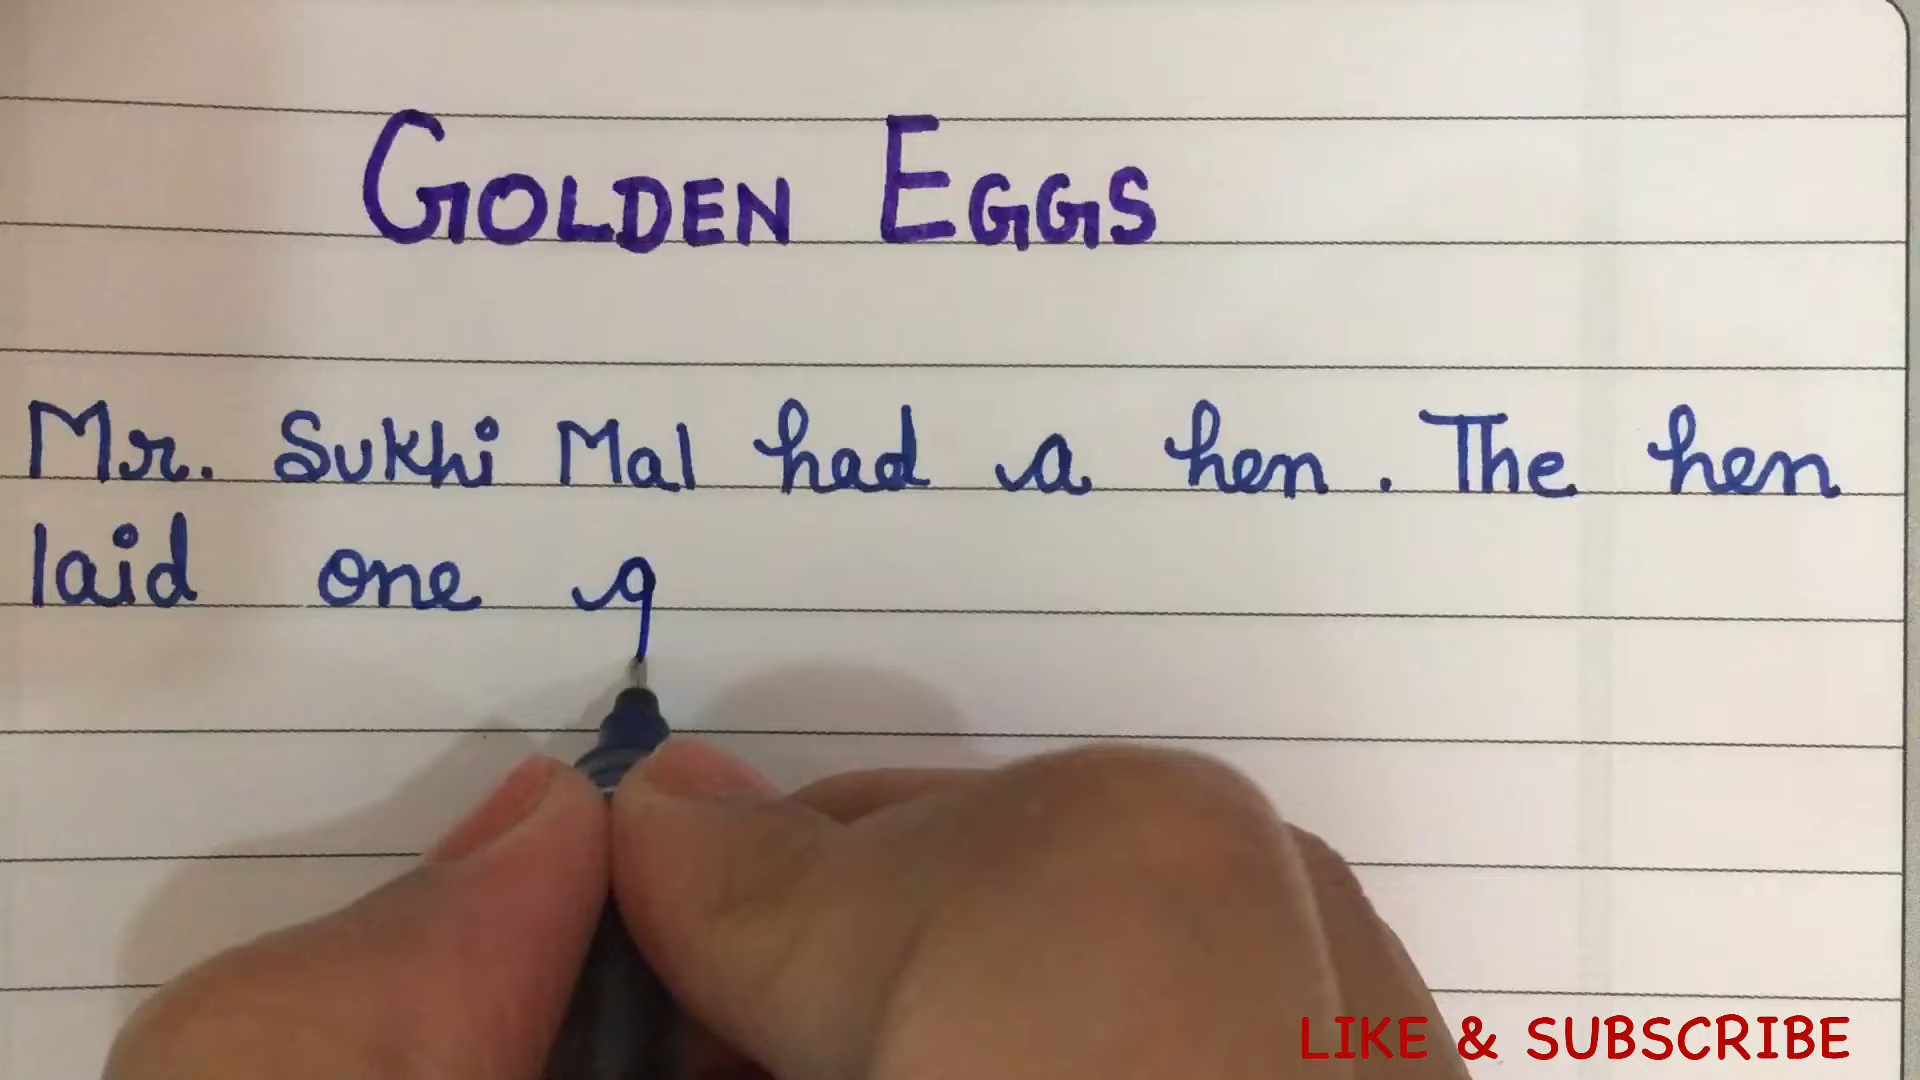 GOLDEN EGGS
Mr. Sukhi Mal had a hen. The hen
laid one g
LIKE & SUBSCRIBE